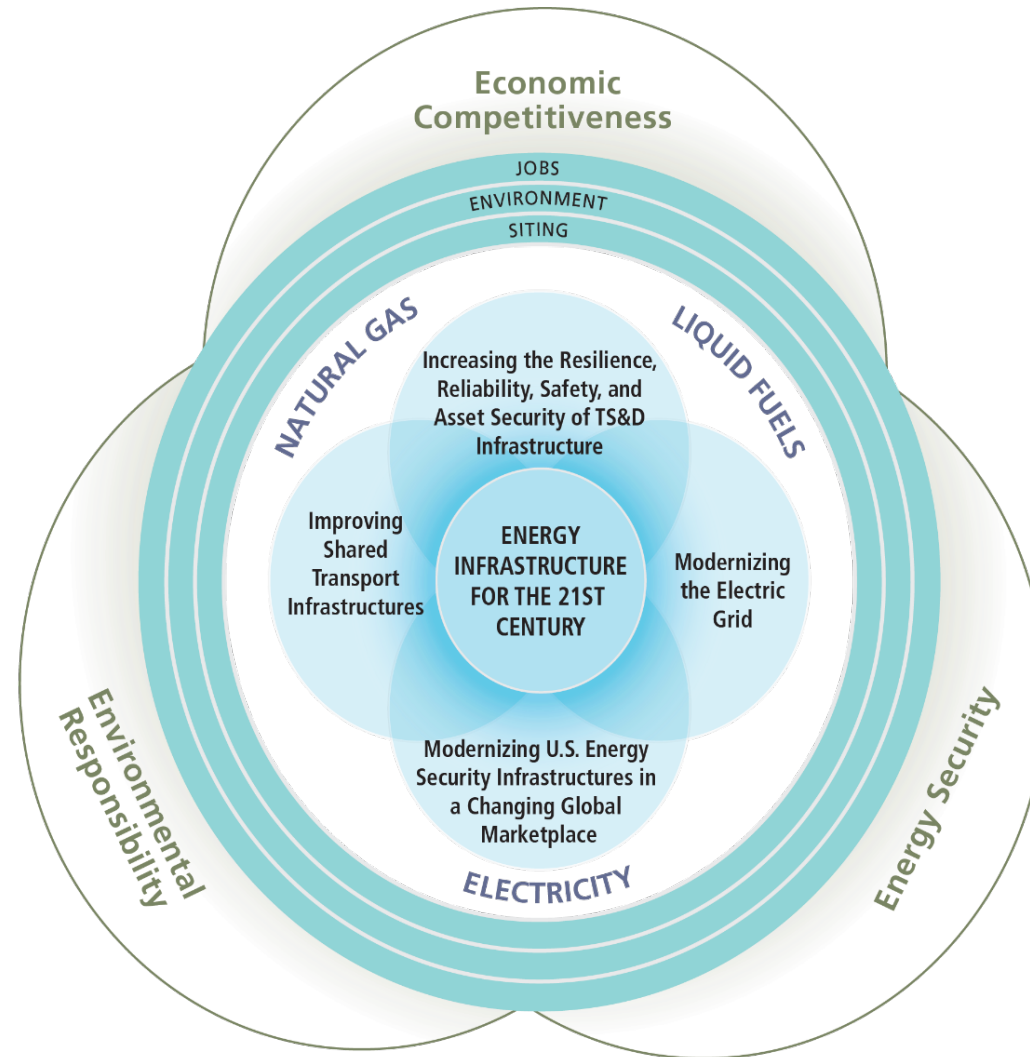 Economic
Competitiveness
JOBS
ENVIRONMENT
SITING
NATURAL GAS
LIQUID FUELS
Increasing the Resilience,
Reliability, Safety, and
Asset Security of TS&D
Infrastructure
Improving
Shared
Transport
Infrastructures
ENERGY
INFRASTRUCTURE
FOR THE 21ST
CENTURY
Modernizing
the Electric
Grid
Modernizing U.S. Energy
Security Infrastructures in
a Changing Global
Marketplace
ELECTRICITY
Environmental
Responsibility
Energy Security